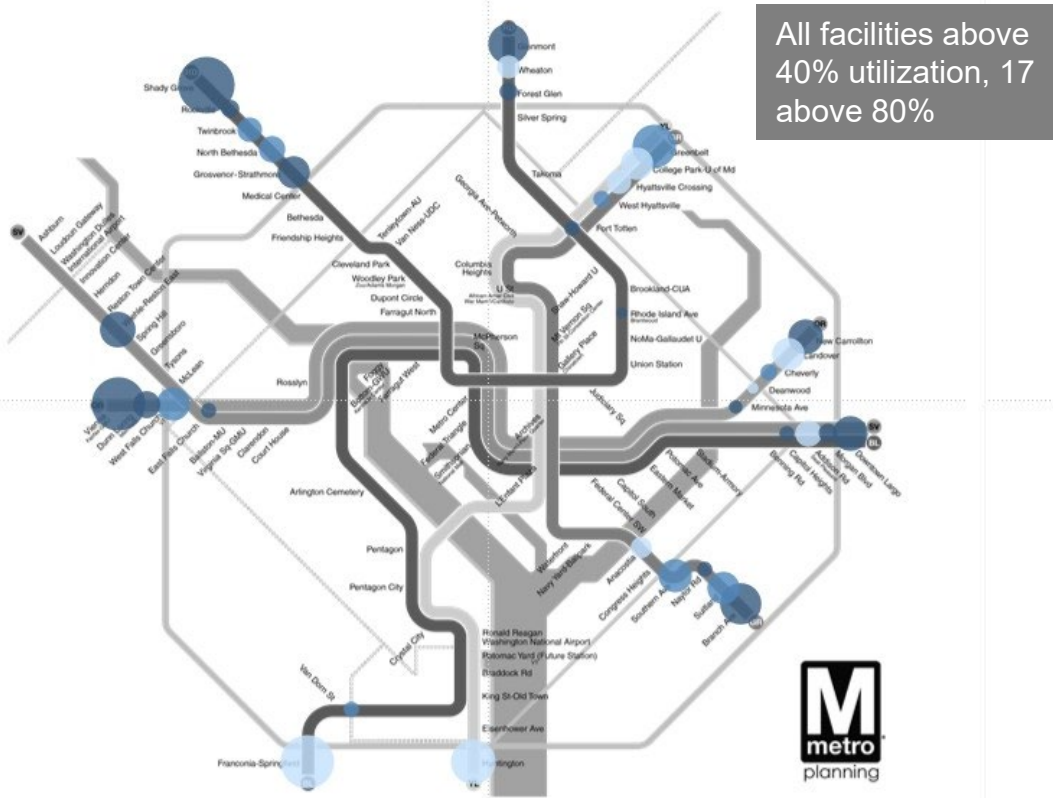 All facilities above
40% utilization, 17
above 80%
Wheaton
Forest Glen
Silver Spring
Takoma
Shady
Twinbrook
North Bethesda
Grosvenor-Strathmore
Medical Center
Bethesda
Friendship Heights
Tenleytown-AU
Van Ness-UDC
Cleveland Park
Woodley Park
Dupont Circle
Farragut North
Georgia Ave-Petworth
Columbia
Heights
U St
Greenbelt
College Park-U of Md
Hyattsville Crossing
West Hyattsville
Fort Totten
Brookland-CUA
Rhode Island Ave
NoMa-Gallaudet U
Union Station
Judiciary Sq
Shaw-Howard U
Mt Vernon Sq
Gallery Place
McPherson
Sq
Farragut West
Metro Center
Federal Triangle
Smithsonian
Archives
L'Enfant Plaza
SV
Ashburn
Loudoun Gateway
Washington Dulles
International Airport
Innovation Center
Herndon
Reston Town Center
Spring Hill
Greensboro
Tysons
McLean
West Falls Church
East Falls Church
Ballston-MU
Virginia Sq-GMU
Clarendon
Court House
Rosslyn
Arlington Cemetery
Pentagon
Pentagon City
Crystal City
Ronald Reagan
Washington National Airport
Potomac Yard (Future Station)
Braddock Rd
King St-Old Town
Eisenhower Ave
Huntington
Van Dorn St
Franconia-Springfield
New Carrollton
Landover
Cheverly
Deanwood
Minnesota Ave
SV
BL
Downtown Largo
Morgan Blvd
Addison Rd
Capitol Heights
Benning Rd
Stadium-Armory
Potomac Ave
Eastern Market
Capitol South
Federal Center SW
Waterfront
Navy Yard-Ballpark
Anacostia
Congress Heights
Southern
Naylor Rd
Suitland
Branch
M
metro
planning